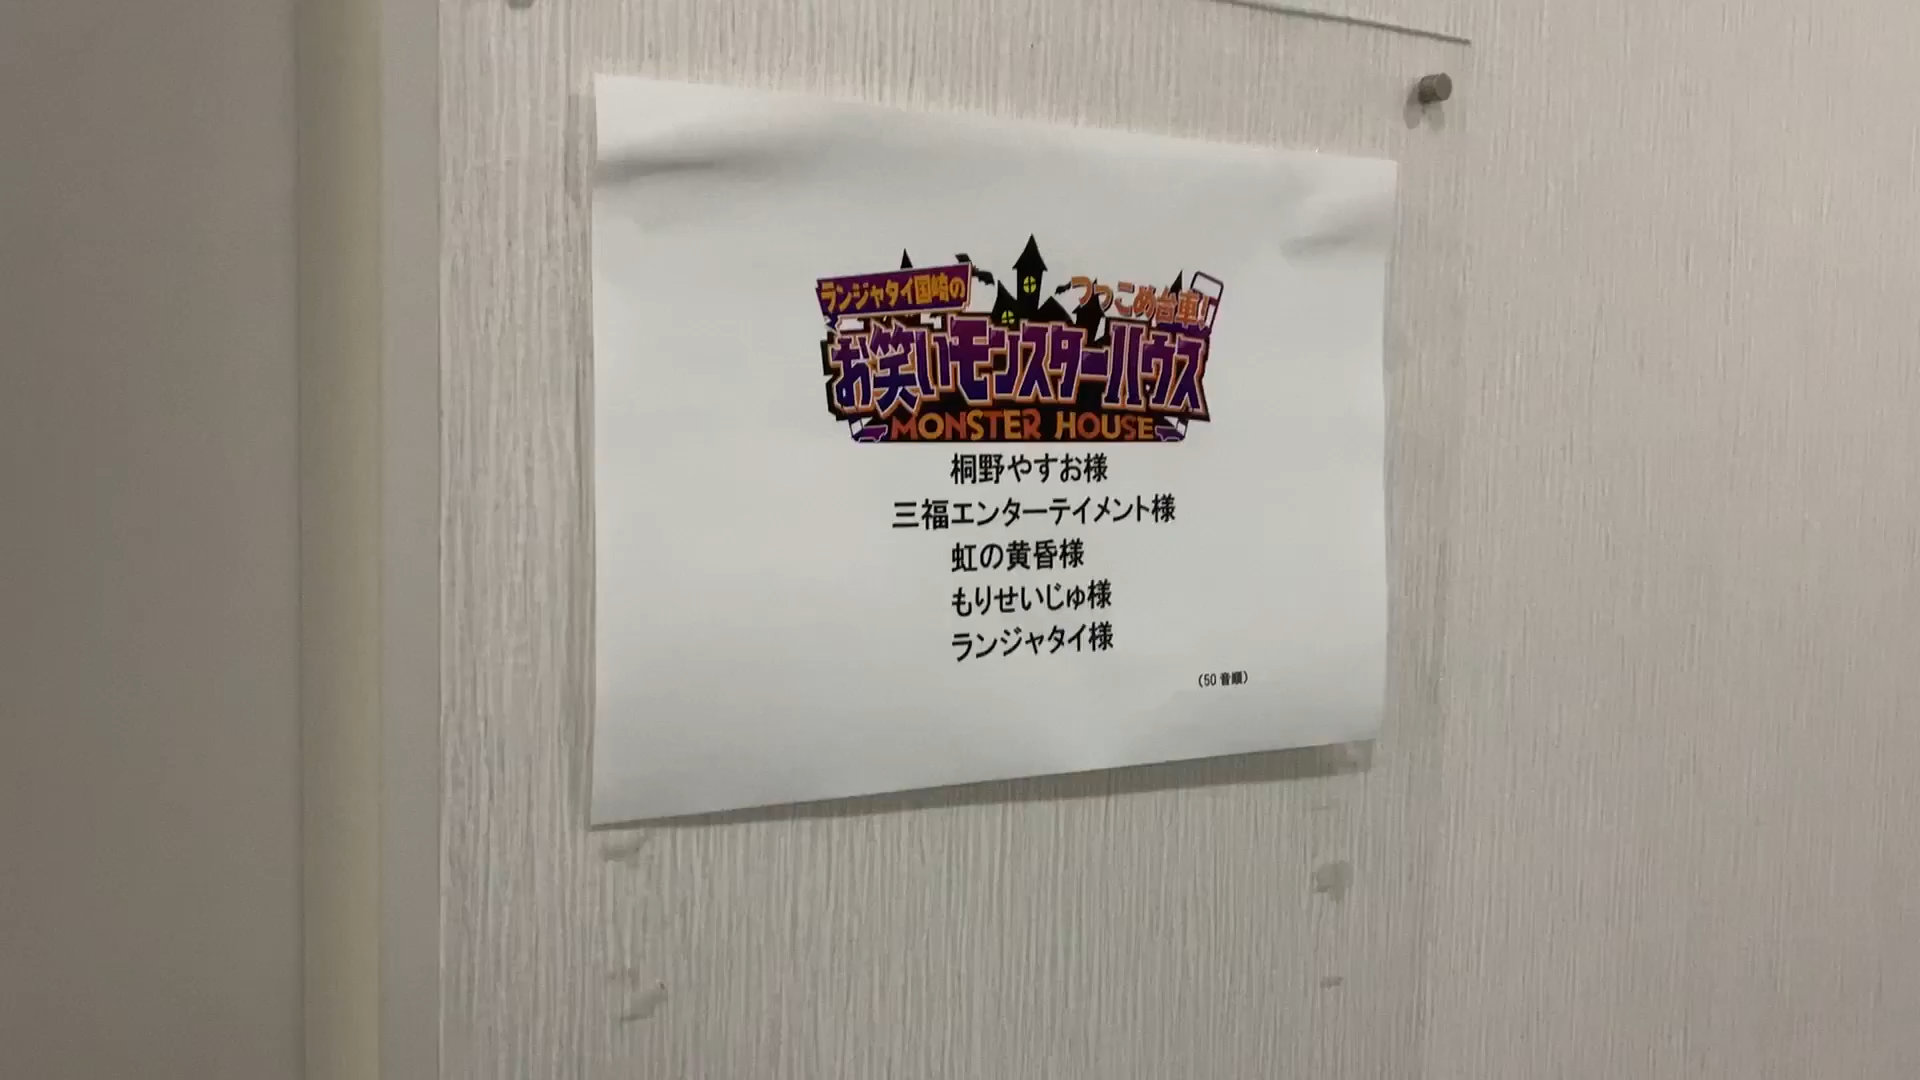 ランジャタイ国崎の
つっこめ台車!
お笑いモンスターハウス
MONSTER HOUSE
桐野やすお様
三福エンターテイメント様
虹の黄昏様
もりせいじゅ様
ランジャタイ様
(50音順)